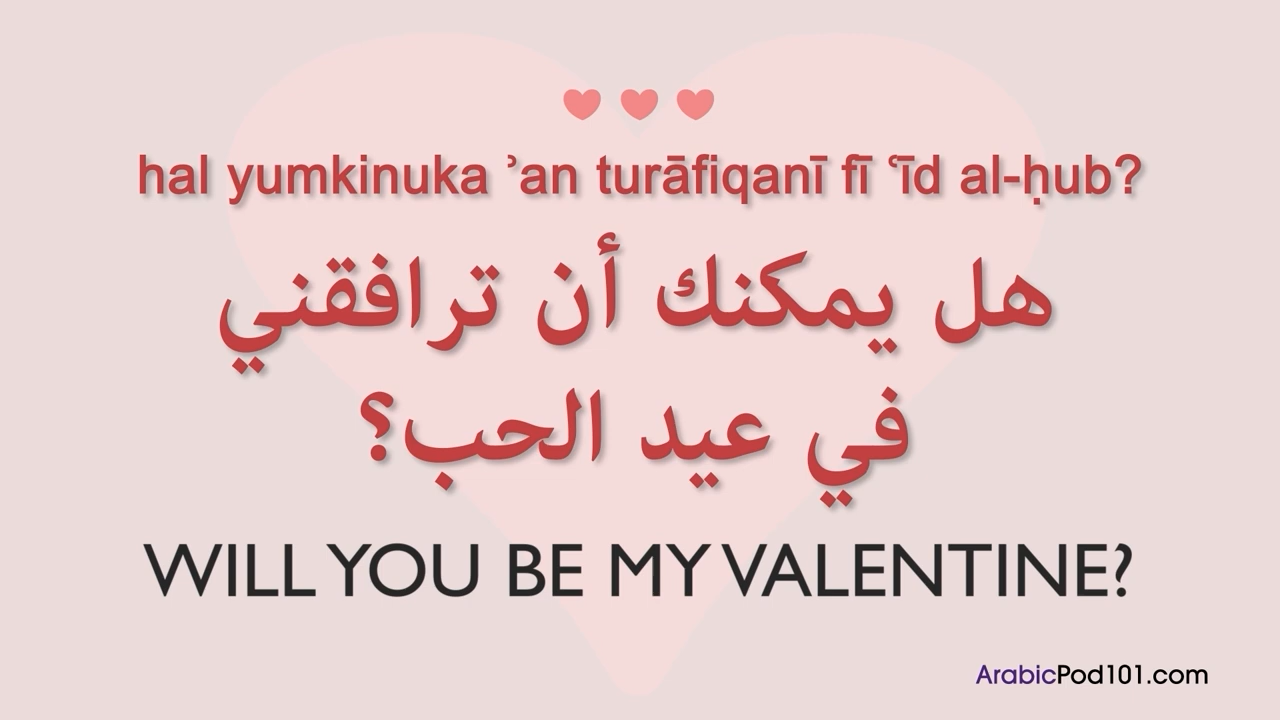 hal yumkinuka ʾan turāfiqanī fī ʿīd al-ḥub?
هل يمكنك أن ترافقني
في عيد الحب؟
WILL YOU BE MY VALENTINE?
ArabicPod101.com